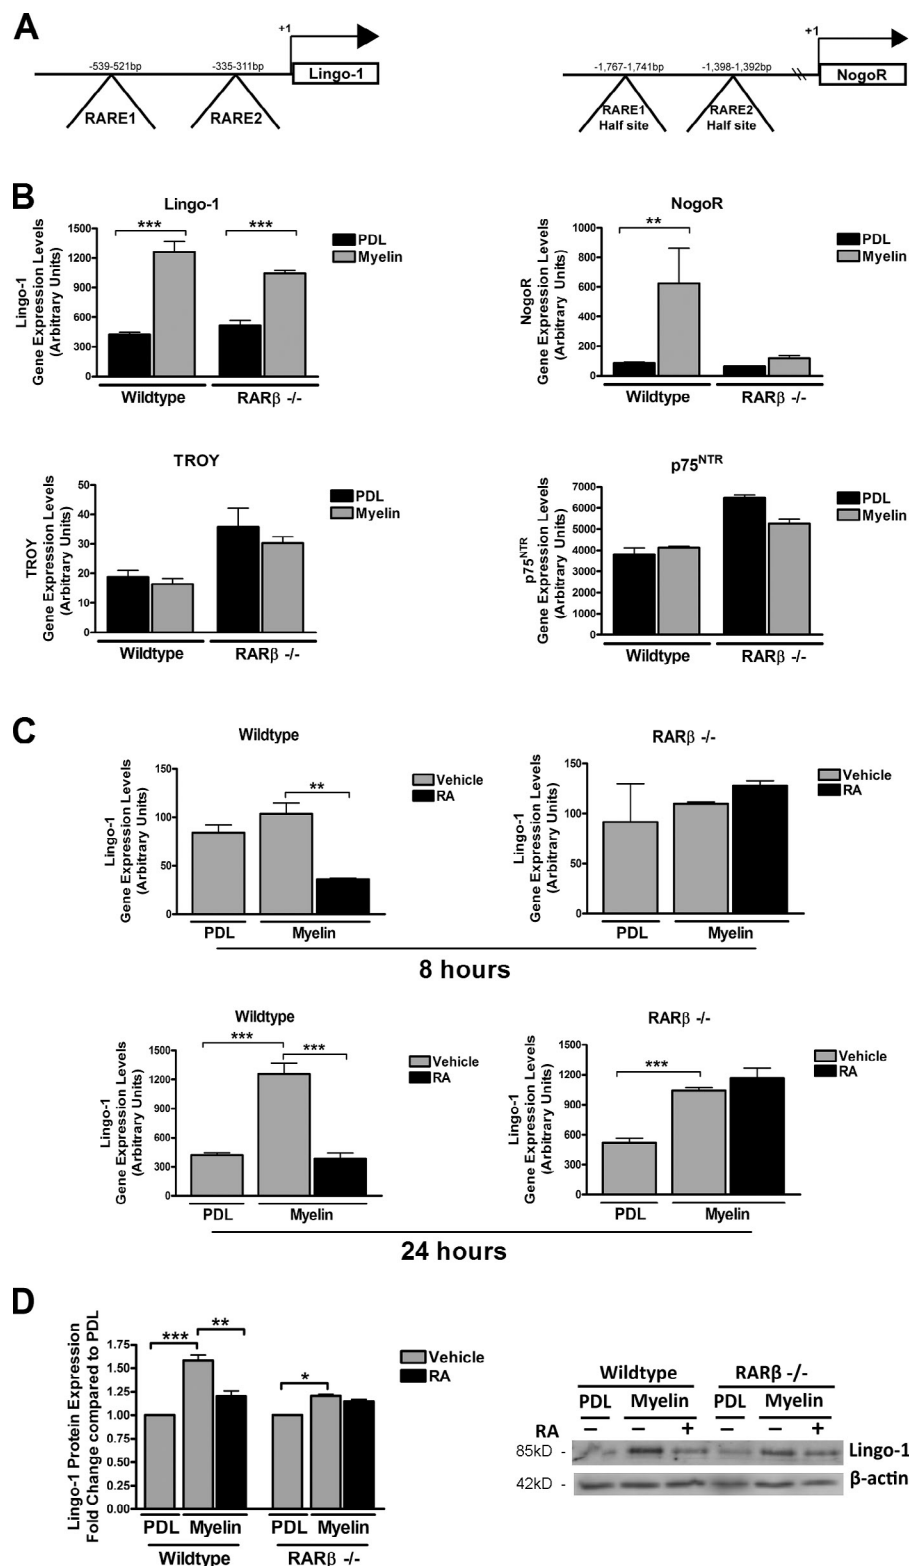 A
+1
-539-521bp
-335-311bp
Lingo-1
RARE1
RARE2
+1
-1,767-1,741bp
-1,398-1,392bp
NogoR
RARE1
Half site
RARE2
Half site
B
Lingo-1
Lingo-1
Gene Expression Levels
(Arbitrary Units)
1500
1200
900
600
300
0
***
***
PDL
Myelin
Wildtype
RARβ -/-
NogoR
NogoR
Gene Expression Levels
(Arbitrary Units)
1000
800
600
400
200
0
**
PDL
Myelin
Wildtype
RARβ -/-
TROY
TROY
Gene Expression Levels
(Arbitrary Units)
50
40
30
20
10
0
PDL
Myelin
Wildtype
RARβ -/-
p75NTR
p75NTR
Gene Expression Levels
(Arbitrary Units)
7000
6000
5000
4000
3000
2000
1000
0
PDL
Myelin
Wildtype
RARβ -/-
C
Wildtype
Lingo-1
Gene Expression Levels
(Arbitrary Units)
150
100
50
0
**
Vehicle
RA
PDL
Myelin
RARβ -/-
Lingo-1
Gene Expression Levels
(Arbitrary Units)
150
100
50
0
Vehicle
RA
PDL
Myelin
8 hours
Wildtype
Lingo-1
Gene Expression Levels
(Arbitrary Units)
1500
1200
900
600
300
0
***
***
Vehicle
RA
PDL
Myelin
RARβ -/-
Lingo-1
Gene Expression Levels
(Arbitrary Units)
1500
1200
900
600
300
0
***
Vehicle
RA
PDL
Myelin
24 hours
D
Lingo-1 Protein Expression
Fold Change compared to PDL
1.75
1.50
1.25
1.00
0.75
0.50
0.25
0.00
***
**
*
Vehicle
RA
PDL Myelin
PDL Myelin
Wildtype
RARβ -/-
Wildtype
RARβ -/-
PDL
Myelin
PDL
Myelin
RA – – + – – +
85kD -
Lingo-1
42kD -
β-actin